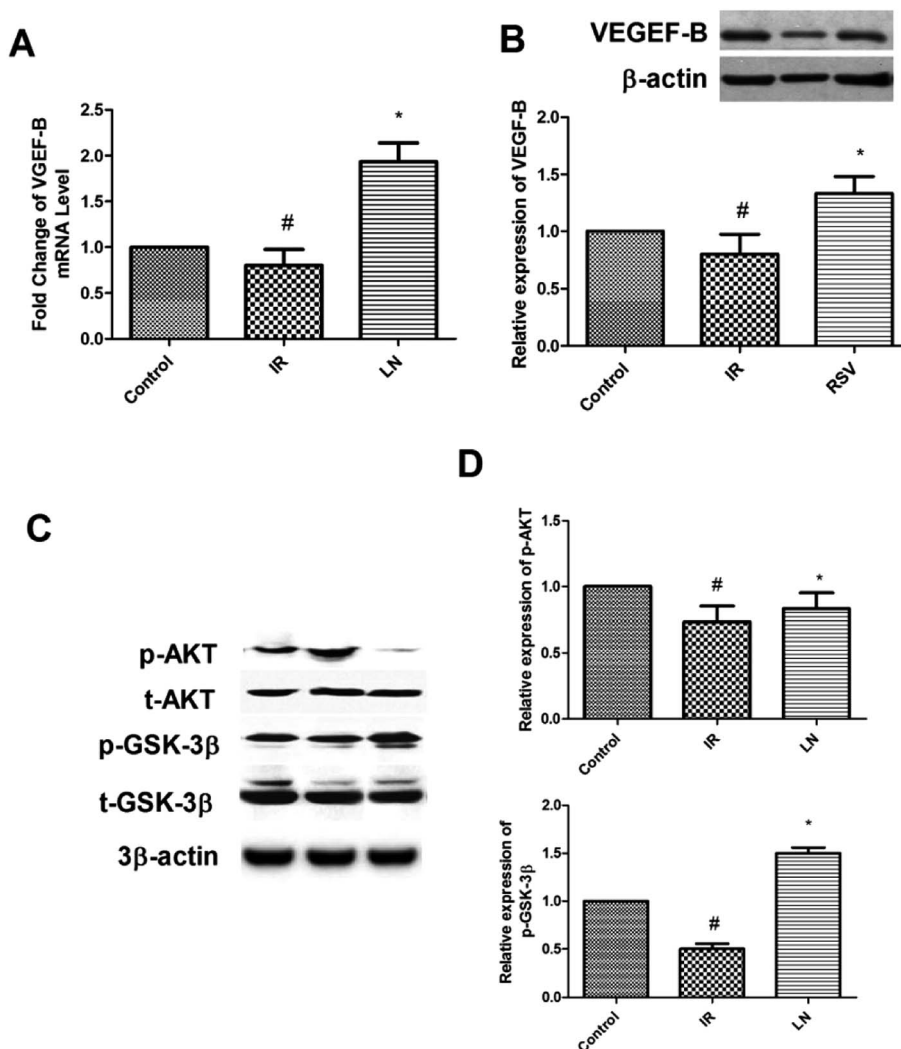 A
Fold Change of VGEF-B
mRNA Level
2.5
2.0
1.5
1.0
0.5
0.0
#
*
Control
IR
LN
B
VEGEF-B
β-actin
Relative expression of VEGF-B
2.0
1.5
1.0
0.5
0.0
#
*
Control
IR
RSV
C
p-AKT
t-AKT
p-GSK-3β
t-GSK-3β
3β-actin
D
Relative expression of p-AKT
1.5
1.0
0.5
0.0
#
*
Control
IR
LN
Relative expression of
p-GSK-3β
2.0
1.5
1.0
0.5
0.0
#
*
Control
IR
LN